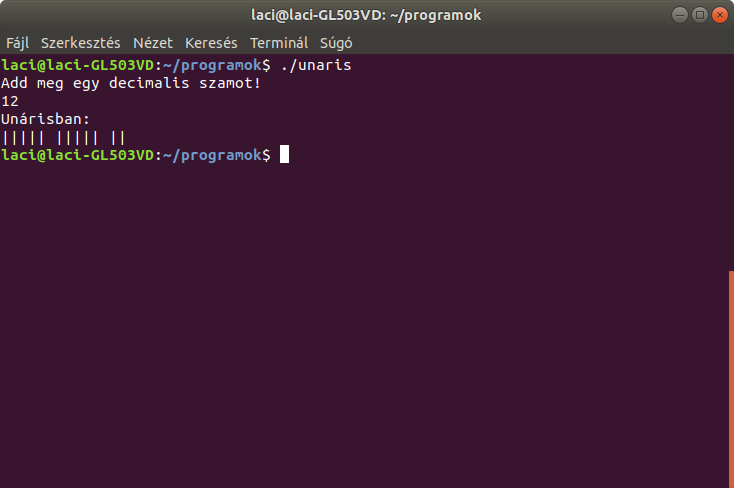 laci@laci-GL503VD: ~/programok
Fájl Szerkesztés Nézet Keresés Terminál Súgó
laci@laci-GL503VD:~/programok$ ./unaris
Add meg egy decimalis szamot!
12
Unárisban:
||||| ||||| ||
laci@laci-GL503VD:~/programok$